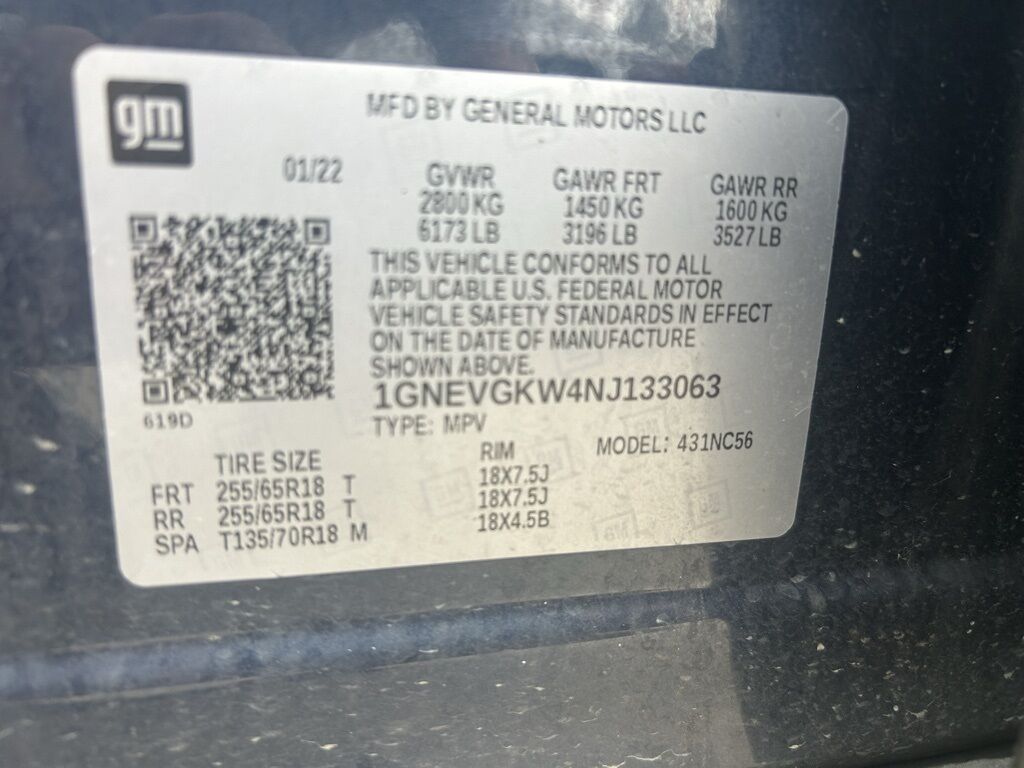 gm
MFD BY GENERAL MOTORS LLC
01/22
GVWR GAWR FRT GAWR RR
2800 KG 1450 KG 1600 KG
6173 LB 3196 LB 3527 LB
THIS VEHICLE CONFORMS TO ALL
APPLICABLE U.S. FEDERAL MOTOR
VEHICLE SAFETY STANDARDS IN EFFECT
ON THE DATE OF MANUFACTURE
SHOWN ABOVE.
1GNEVGKW4NJ133063
619D
TYPE: MPV
MODEL: 431NC56
TIRE SIZE RIM
FRT 255/65R18 T 18X7.5J
RR 255/65R18 T 18X7.5J
SPA T135/70R18 M 18X4.5B